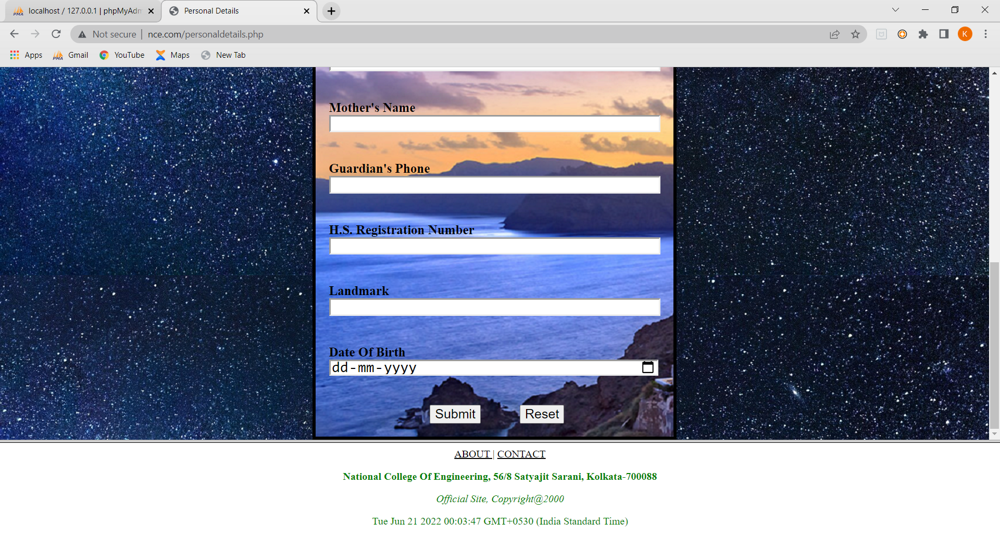 localhost / 127.0.0.1 | phpMyAdm
Personal Details
Not secure | nce.com/personaldetails.php
K
Apps
PMA Gmail
YouTube
Maps
New Tab
Mother's Name
Guardian's Phone
H.S. Registration Number
Landmark
Date Of Birth
dd-mm-yyyy
Submit Reset
ABOUT | CONTACT
National College Of Engineering, 56/8 Satyajit Sarani, Kolkata-700088
Official Site, Copyright@2000
Tue Jun 21 2022 00:03:47 GMT+0530 (India Standard Time)